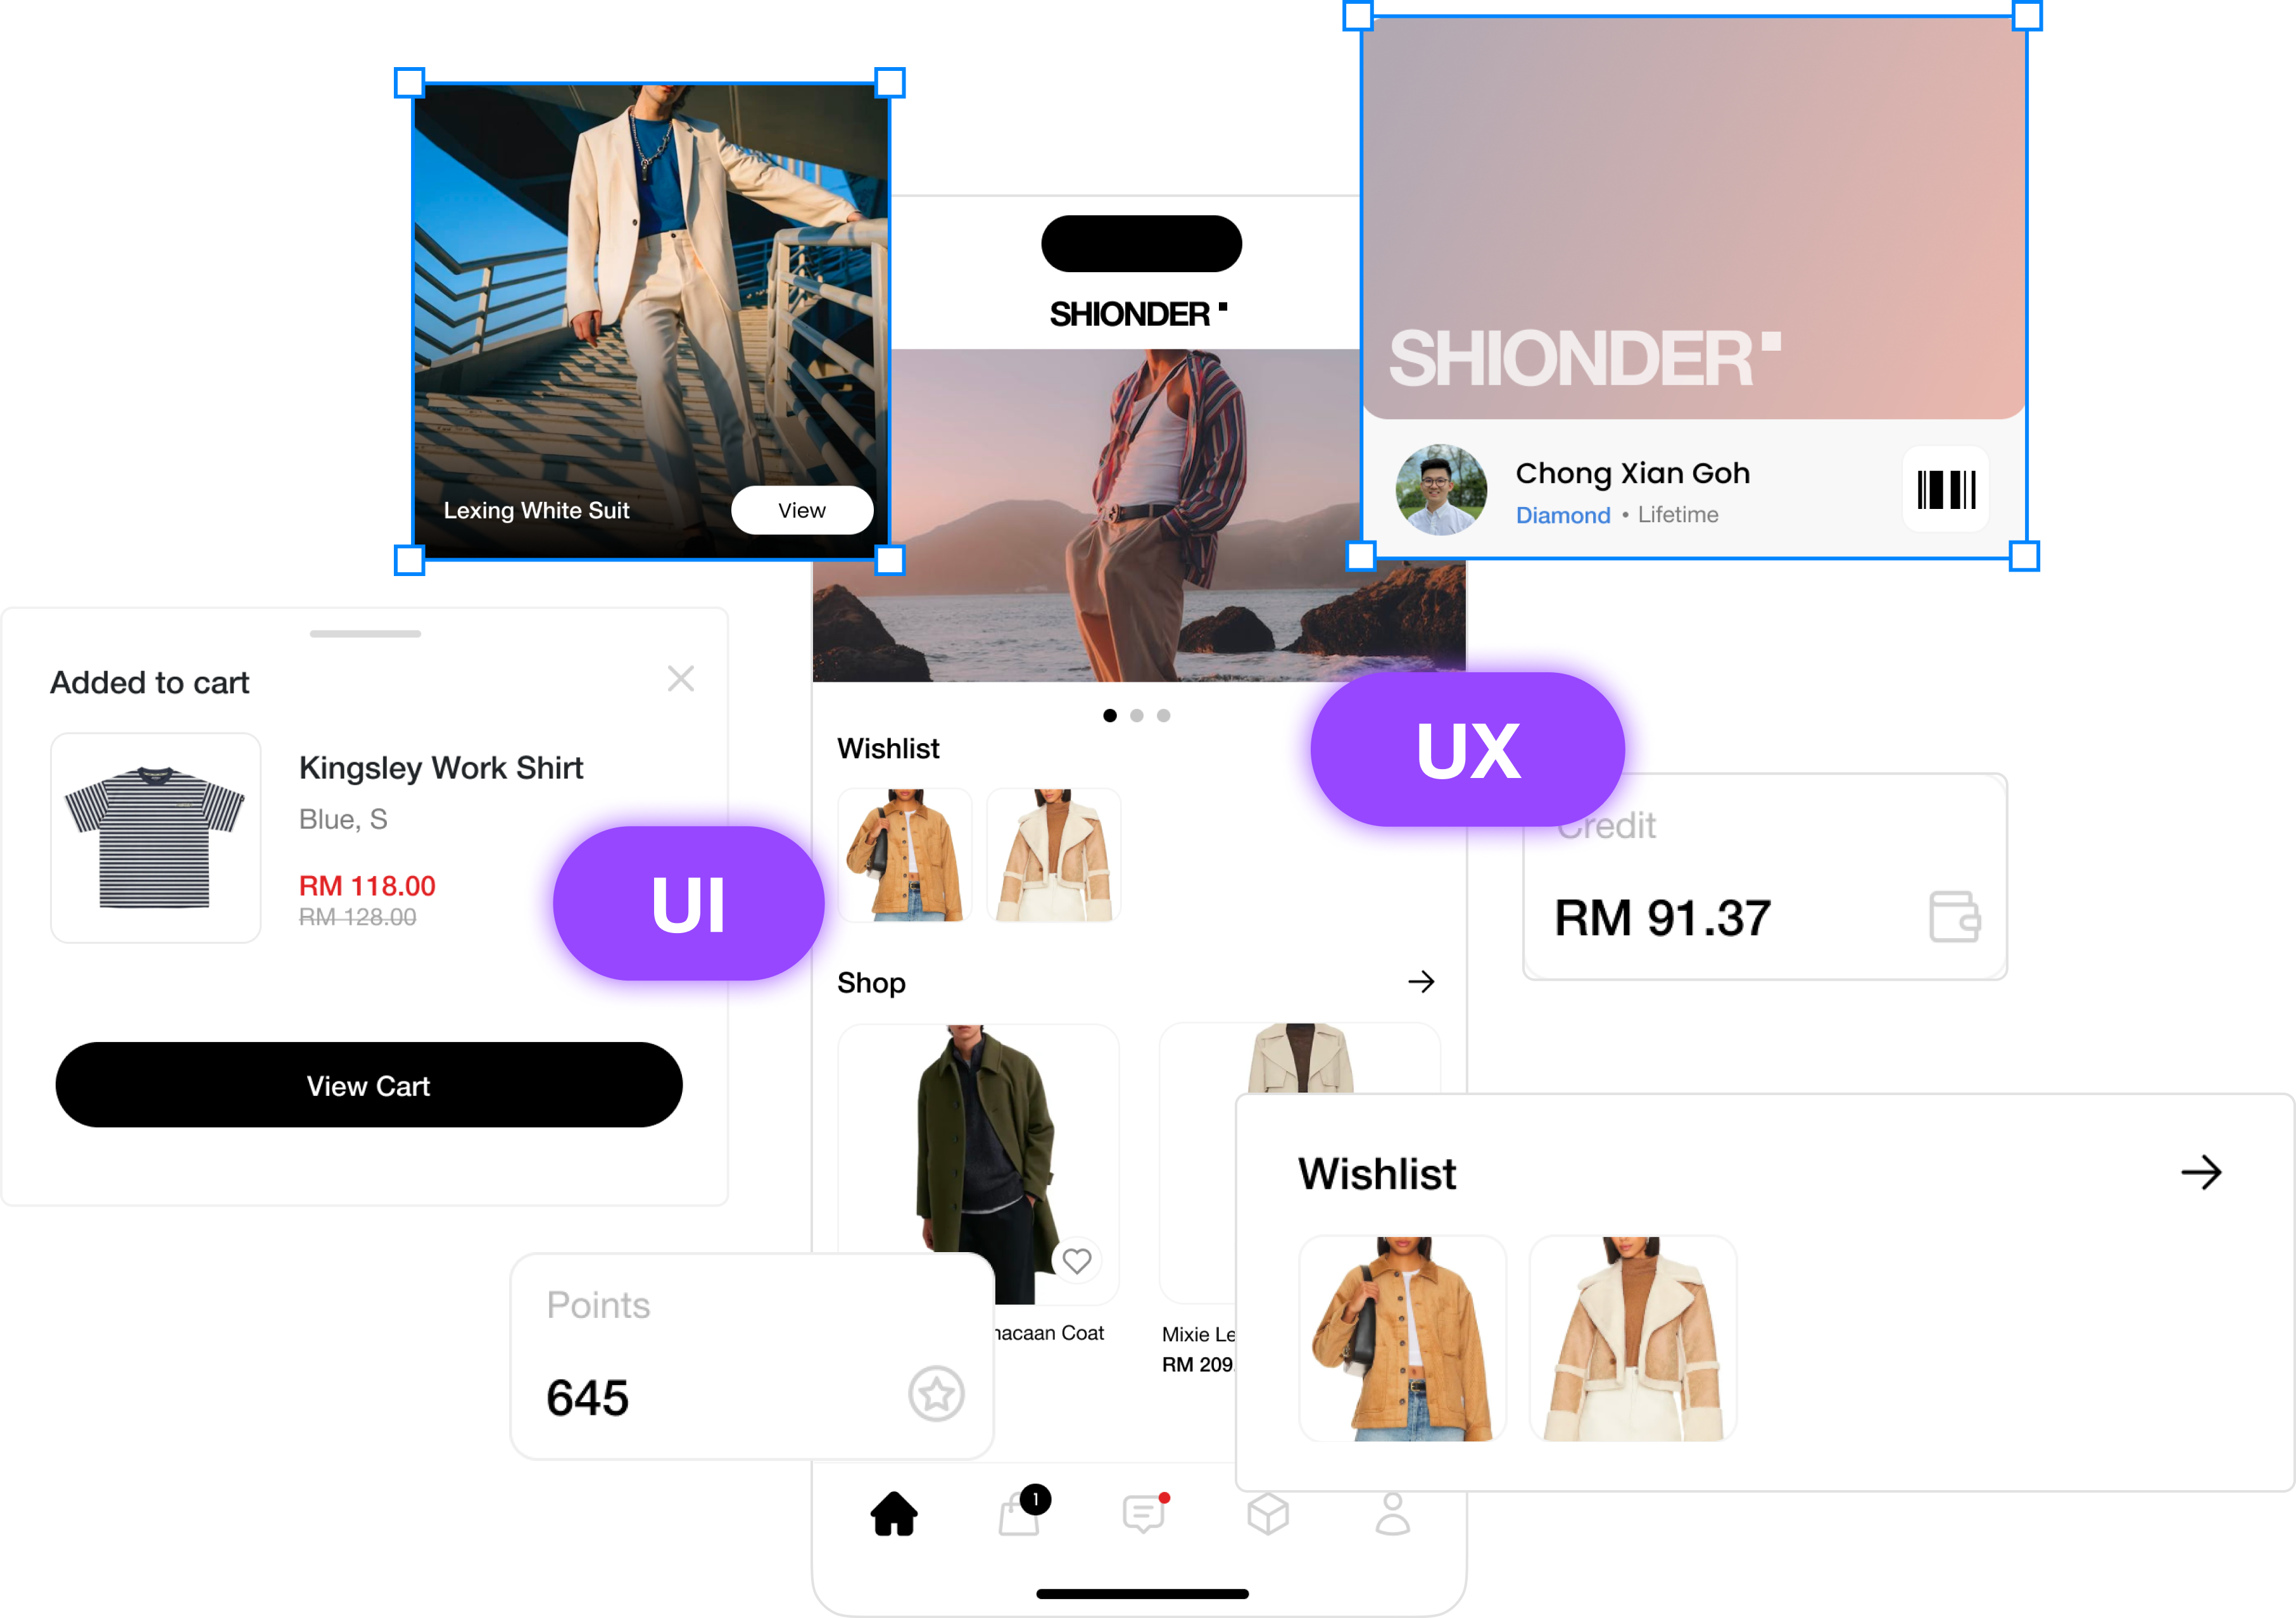 Lexing White Suit
View
SHIONDER
SHIONDER
Chong Xian Goh
Diamond • Lifetime
Added to cart
Kingsley Work Shirt
Blue, S
RM 118.00
RM 128.00
View Cart
UI
UX
Wishlist
Shop
Credit
RM 91.37
Coat
Mixie
RM 209.
Points
645
Wishlist
1